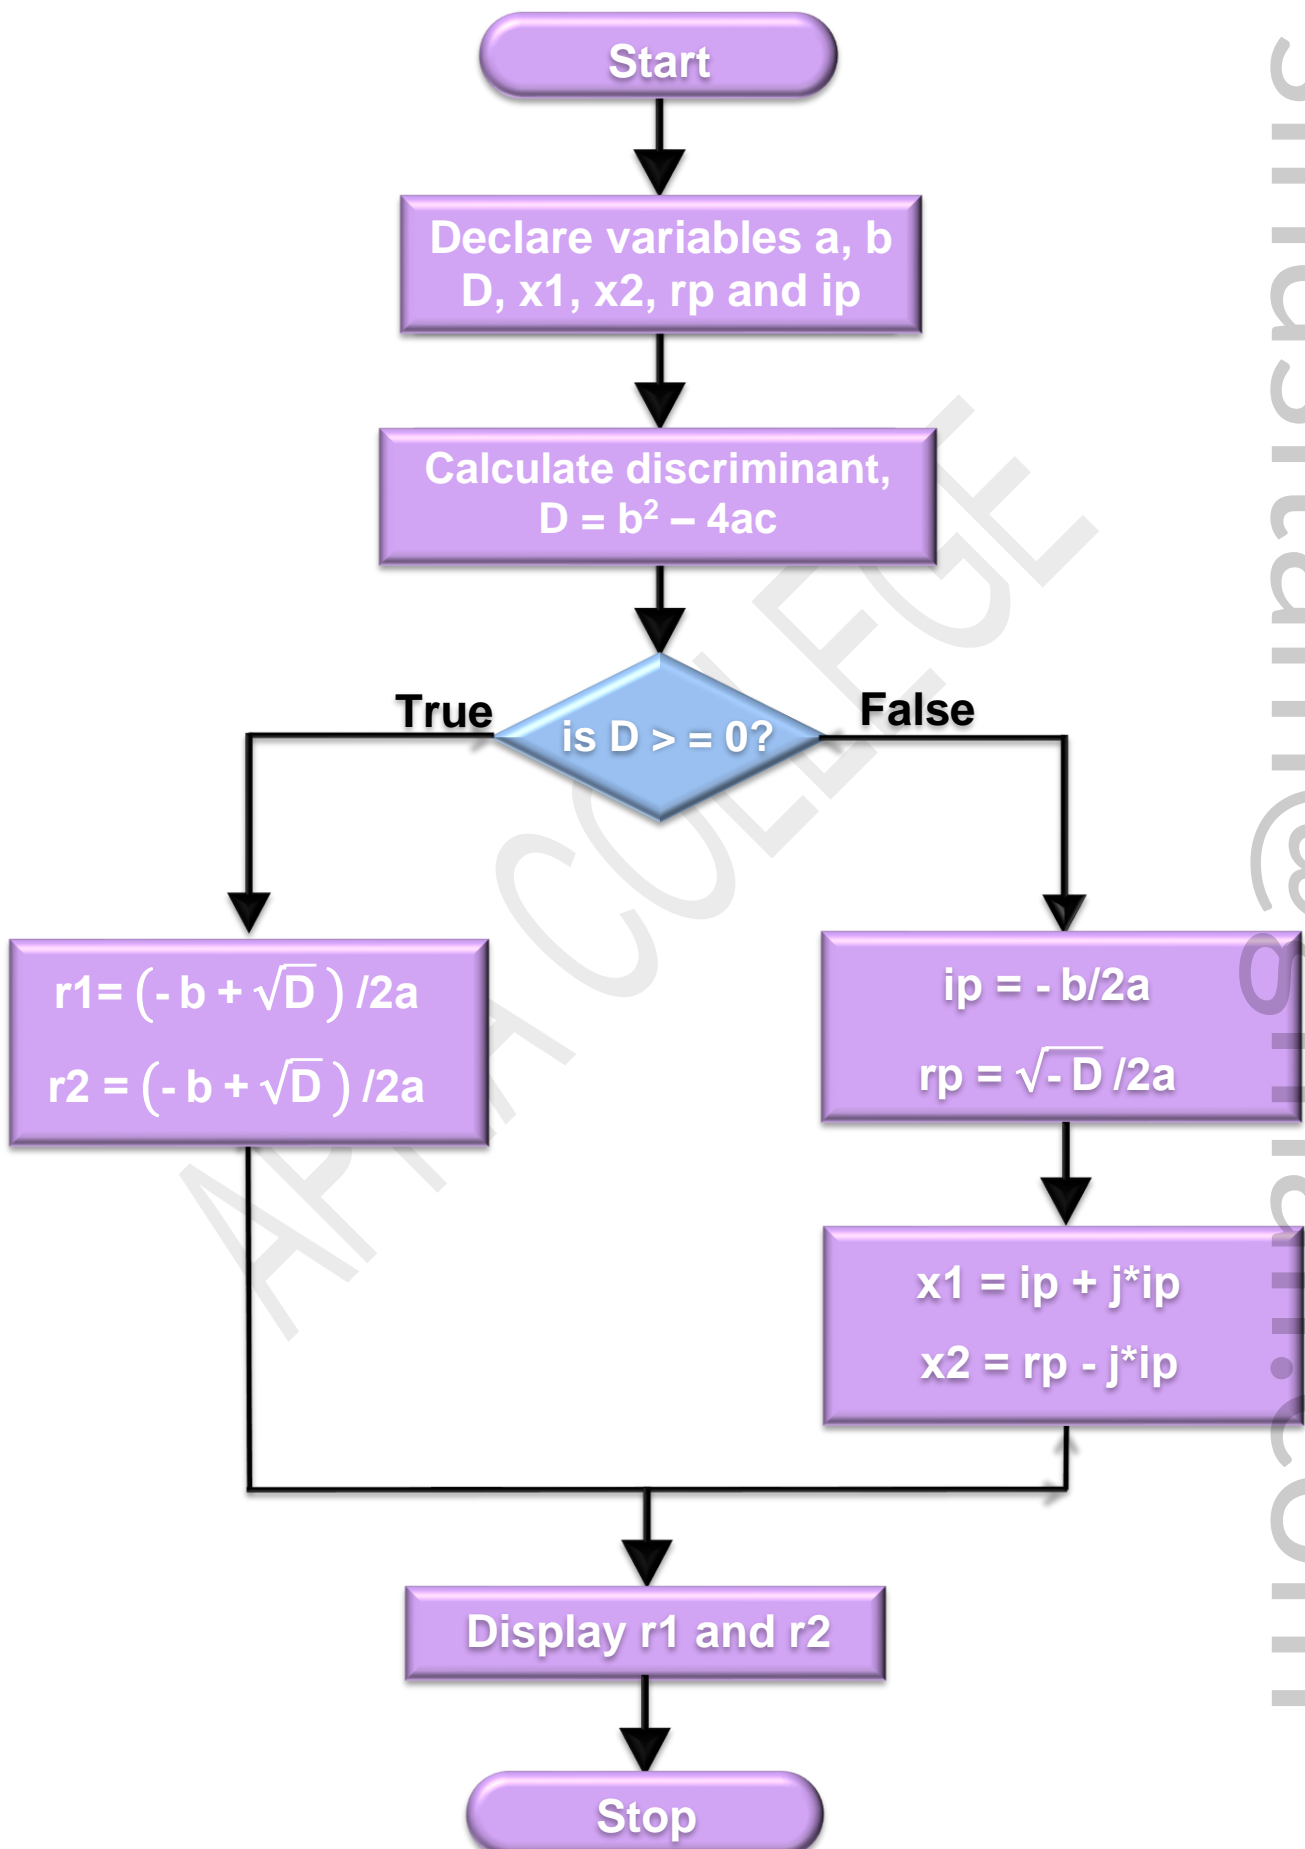 Start
Declare variables a, b
D, x1, x2, rp and ip
Calculate discriminant,
D = b² – 4ac
True
is D > = 0?
False
r1= (- b + √D ) /2a
r2 = (- b + √D ) /2a
ip = - b/2a
rp = √- D /2a
x1 = ip + j*ip
x2 = rp - j*ip
Display r1 and r2
Stop
COLLEGE